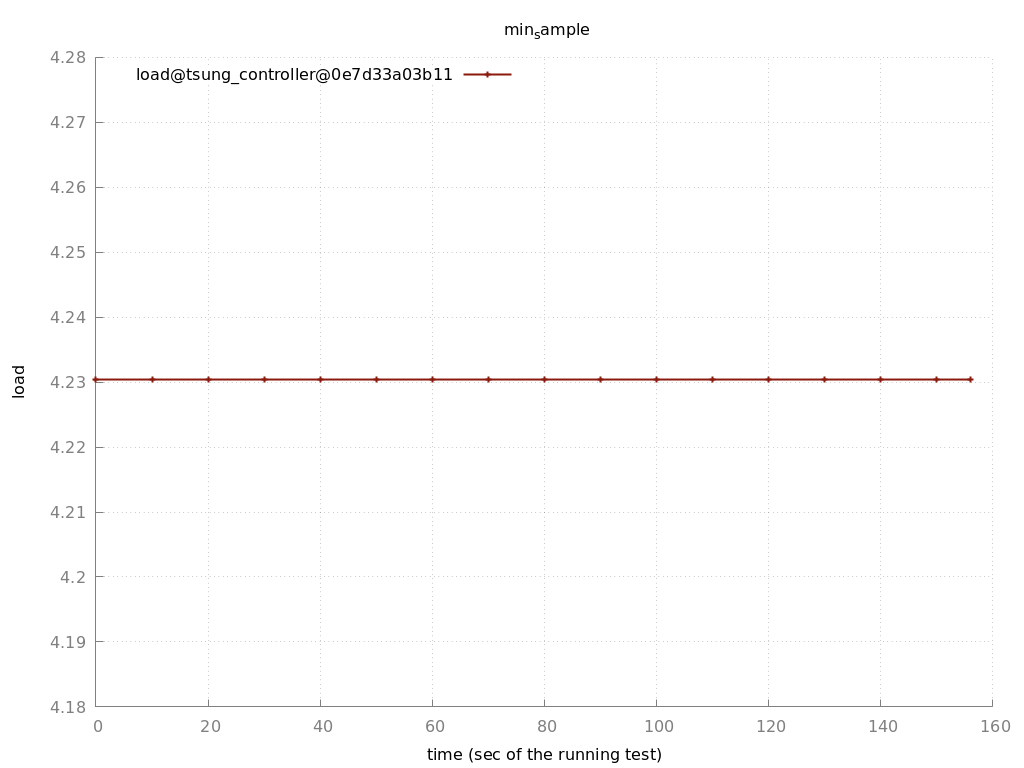 min_sample
4.28
load@tsung_controller@0e7d33a03b11
4.27
4.26
4.25
4.24
4.23
load
4.22
4.21
4.2
4.19
4.18
0 20 40 60 80 100 120 140 160
time (sec of the running test)